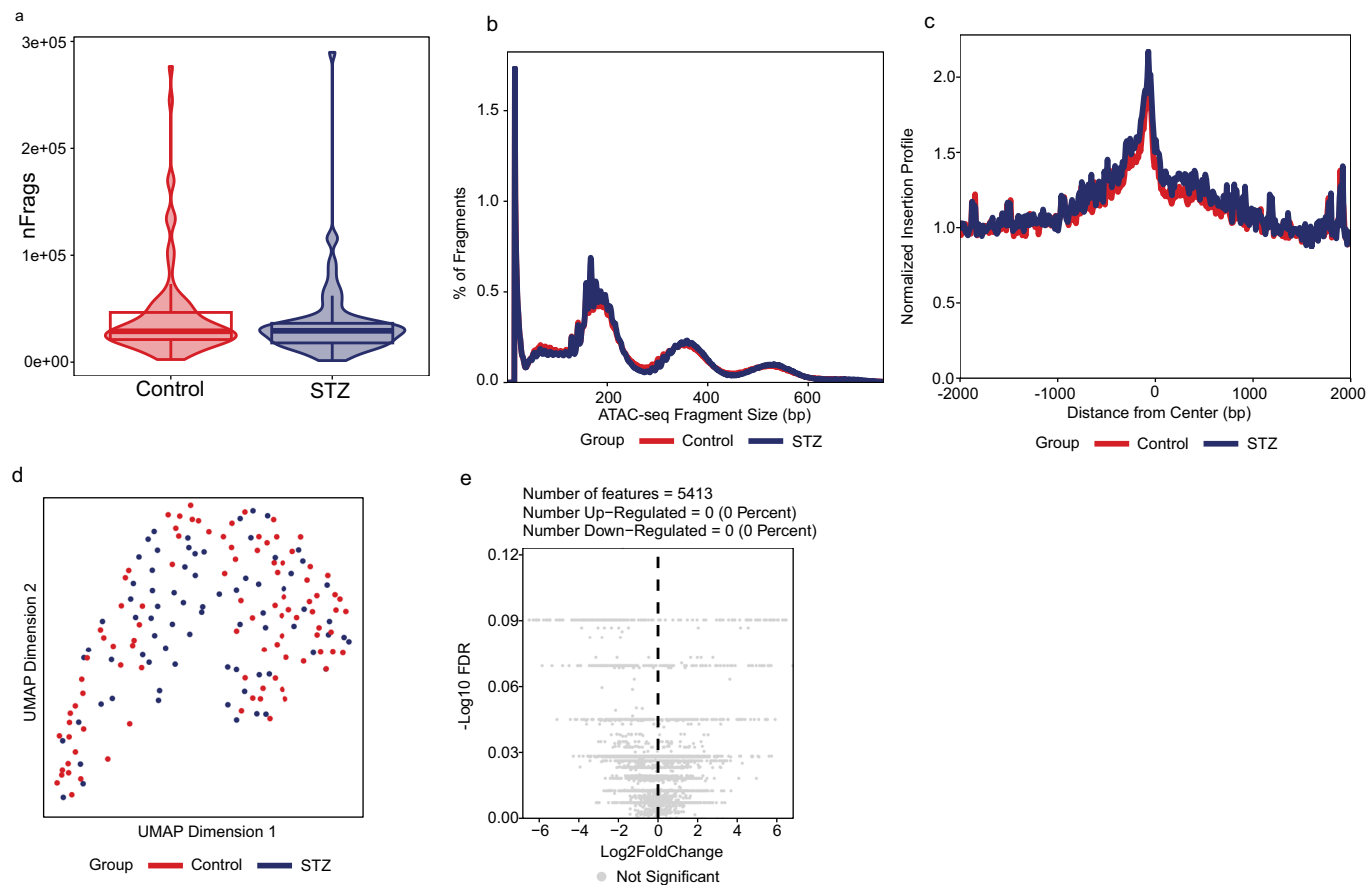 a
nFrags
3e+05
2e+05
1e+05
0e+00
Control
STZ
b
% of Fragments
1.5
1.0
0.5
0.0
200
400
600
ATAC-seq Fragment Size (bp)
Group Control STZ
c
Normalized Insertion Profile
2.0
1.5
1.0
0.5
0.0
-2000
-1000
0
1000
2000
Distance from Center (bp)
Group Control STZ
d
UMAP Dimension 2
UMAP Dimension 1
Group Control STZ
e
Number of features = 5413
Number Up−Regulated = 0 (0 Percent)
Number Down−Regulated = 0 (0 Percent)
-Log10 FDR
0.12
0.09
0.06
0.03
0.00
−6
−4
−2
0
2
4
6
Log2FoldChange
Not Significant